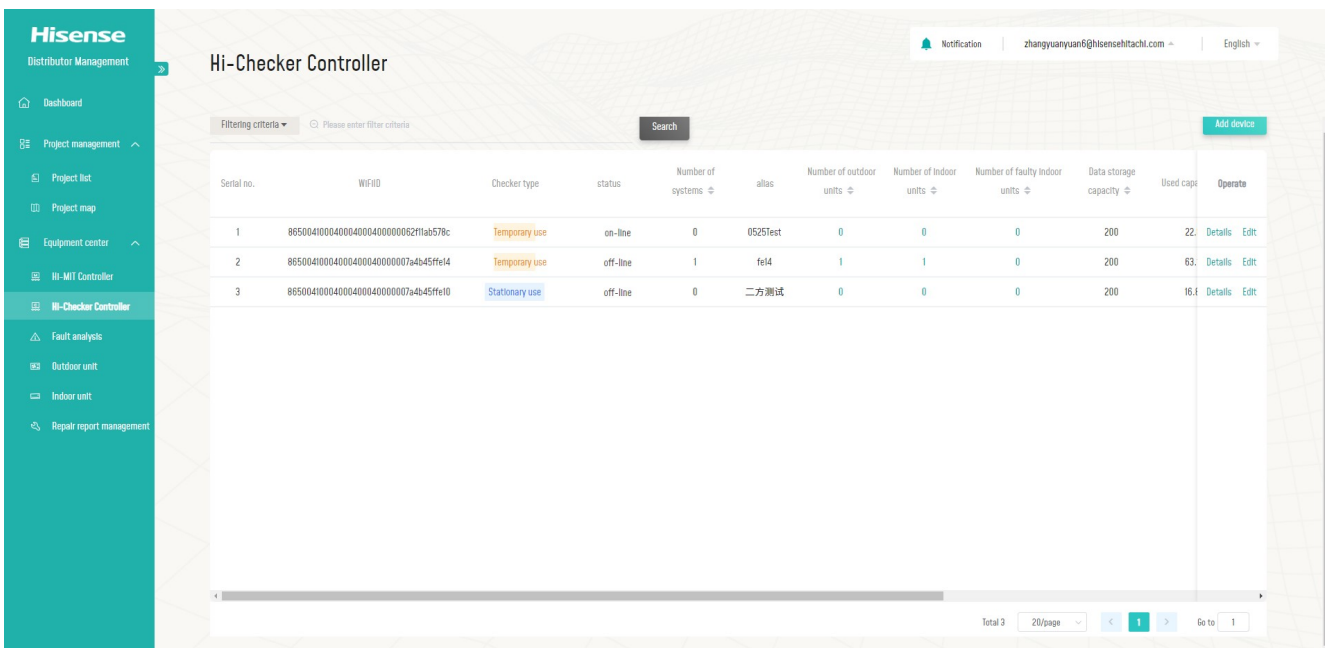 Hisense
Distributor Management
Dashboard
Project management
Project list
Project map
Equipment center
Hi-MIT Controller
Hi-Checker Controller
Fault analysis
Outdoor unit
Indoor unit
Repair report management
Notification zhangyuanyuan6@hisensehitachi.com English
Hi-Checker Controller
Filtering criteria Please enter filter criteria Search Add device
Serial no. WIFIID Checker type status Number of systems alias Number of outdoor units Number of indoor units Number of faulty indoor units Data storage capacity Used capa Operate
1 Temporary use on-line 0 0525Test 0 0 0 200 22. Details Edit
2 Temporary use off-line 1 fe14 1 1 0 200 63. Details Edit
3 Stationary use off-line 0 二方测试 0 0 0 200 16.8 Details Edit
Total 3 20/page 1 Go to 1